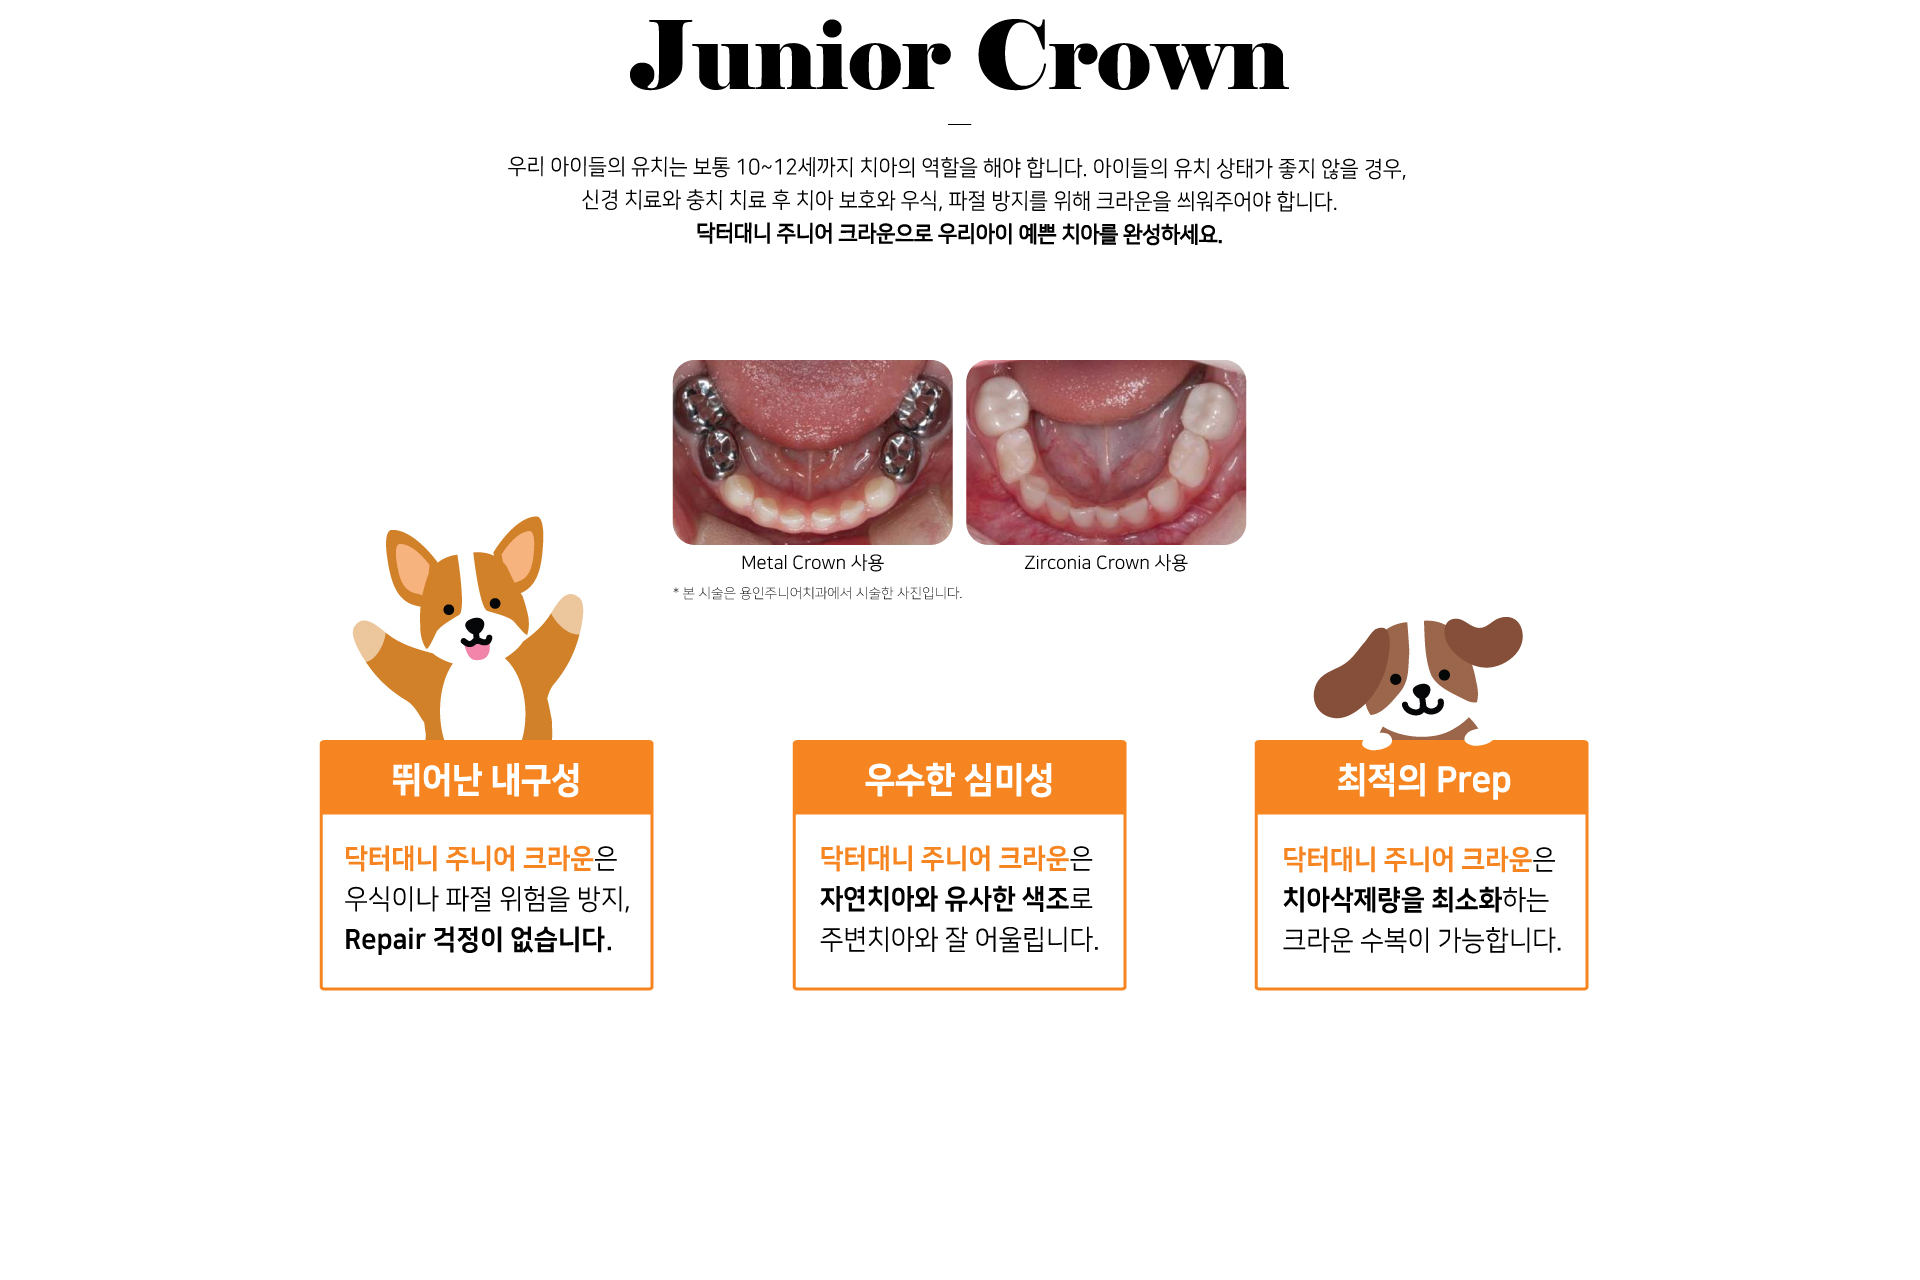 Junior Crown
우리 아이들의 유치는 보통 10~12세까지 치아의 역할을 해야 합니다. 아이들의 유치 상태가 좋지 않을 경우,
신경 치료와 충치 치료 후 치아 보호와 우식, 파절 방지를 위해 크라운을 씌워주어야 합니다.
닥터대니 주니어 크라운으로 우리아이 예쁜 치아를 완성하세요.
Metal Crown 사용
Zirconia Crown 사용
* 본 시술은 용인주니어치과에서 시술한 사진입니다.
뛰어난 내구성
닥터대니 주니어 크라운은
우식이나 파절 위험을 방지,
Repair 걱정이 없습니다.
우수한 심미성
닥터대니 주니어 크라운은
자연치아와 유사한 색조로
주변치아와 잘 어울립니다.
최적의 Prep
닥터대니 주니어 크라운은
치아삭제량을 최소화하는
크라운 수복이 가능합니다.